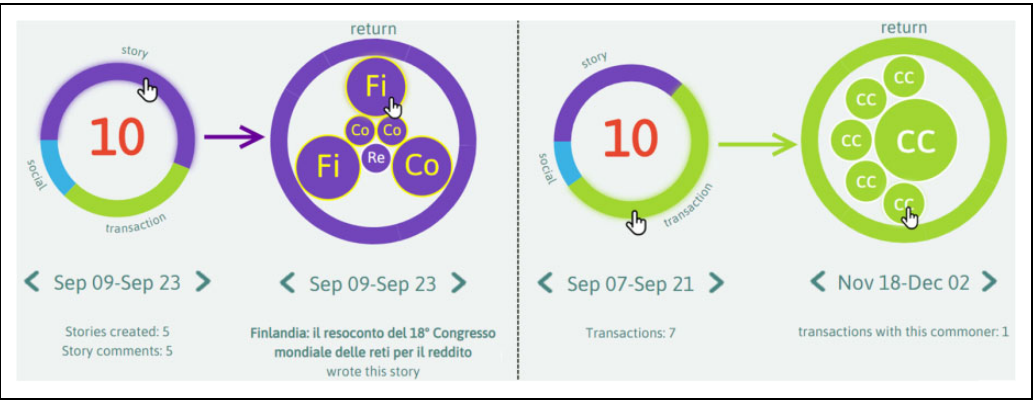 story
10
social
transaction
return
Fi
Co Co
Fi Re Co
< Sep 09-Sep 23 >
< Sep 09-Sep 23 >
Stories created: 5
Story comments: 5
Finlandia: il resoconto del 18° Congresso
mondiale delle reti per il reddito
wrote this story
story
10
social
transaction
return
CC
CC
CC
CC
CC
CC
< Sep 07-Sep 21 >
< Nov 18-Dec 02 >
Transactions: 7
transactions with this commoner: 1